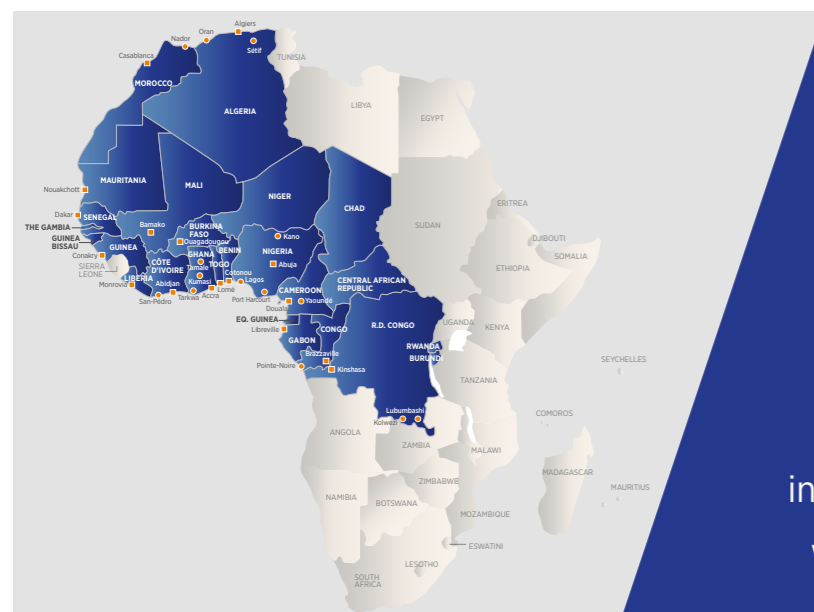 Algiers
Oran
Nador
Sétif
Casablanca
TUNISIA
MOROCCO
LIBYA
EGYPT
ALGERIA
MAURITANIA
MALI
NIGER
CHAD
Nouakchott
SUDAN
ERITREA
Dakar
SENEGAL
THE GAMBIA
Bamako
BURKINA
FASO
Ouagadougou
Kano
DJIBOUTI
GUINEA
BISSAU
GUINEA
GHANA
BENIN
NIGERIA
SOMALIA
Conakry
CÔTE
D'IVOIRE
TOGO
Tamale
Abuja
ETHIOPIA
SIERRA
LEONE
LIBERIA
Abidjan
Kumasi
Cotonou
Lagos
CENTRAL AFRICAN
REPUBLIC
Monrovia
San-Pédro
Tarkwa
Accra
Lomé
Port Harcourt
CAMEROON
Douala
Yaoundé
EQ. GUINEA
Libreville
CONGO
R.D. CONGO
UGANDA
KENYA
GABON
RWANDA
BURUNDI
Brazzaville
Pointe-Noire
Kinshasa
SEYCHELLES
TANZANIA
Lubumbashi
Kolwezi
COMOROS
ANGOLA
ZAMBIA
MALAWI
MADAGASCAR
ZIMBABWE
MAURITIUS
NAMIBIA
BOTSWANA
MOZAMBIQUE
ESWATINI
LESOTHO
SOUTH
AFRICA
in